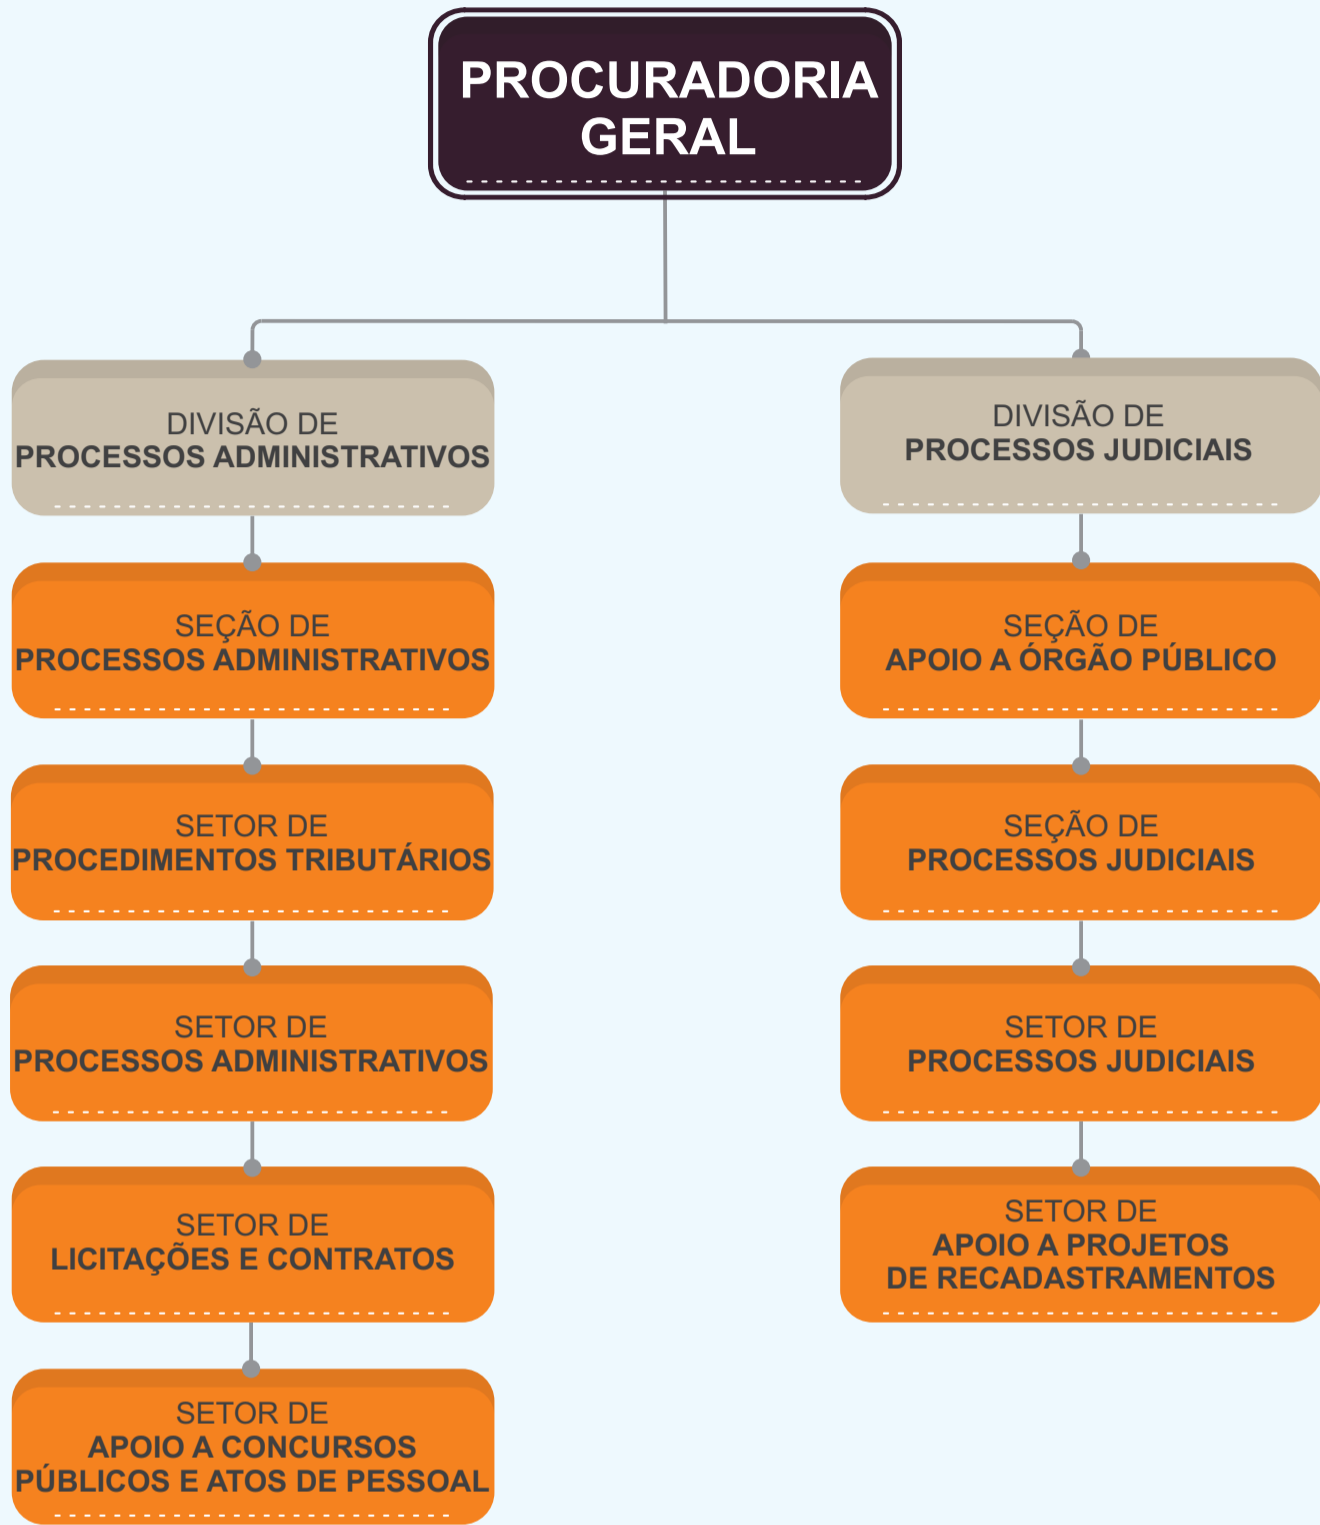 PROCURADORIA
GERAL
DIVISÃO DE
PROCESSOS ADMINISTRATIVOS
SEÇÃO DE
PROCESSOS ADMINISTRATIVOS
SETOR DE
PROCEDIMENTOS TRIBUTÁRIOS
SETOR DE
PROCESSOS ADMINISTRATIVOS
SETOR DE
LICITAÇÕES E CONTRATOS
SETOR DE
APOIO A CONCURSOS
PÚBLICOS E ATOS DE PESSOAL
DIVISÃO DE
PROCESSOS JUDICIAIS
SEÇÃO DE
APOIO A ÓRGÃO PÚBLICO
SEÇÃO DE
PROCESSOS JUDICIAIS
SETOR DE
PROCESSOS JUDICIAIS
SETOR DE
APOIO A PROJETOS
DE RECADASTRAMENTOS